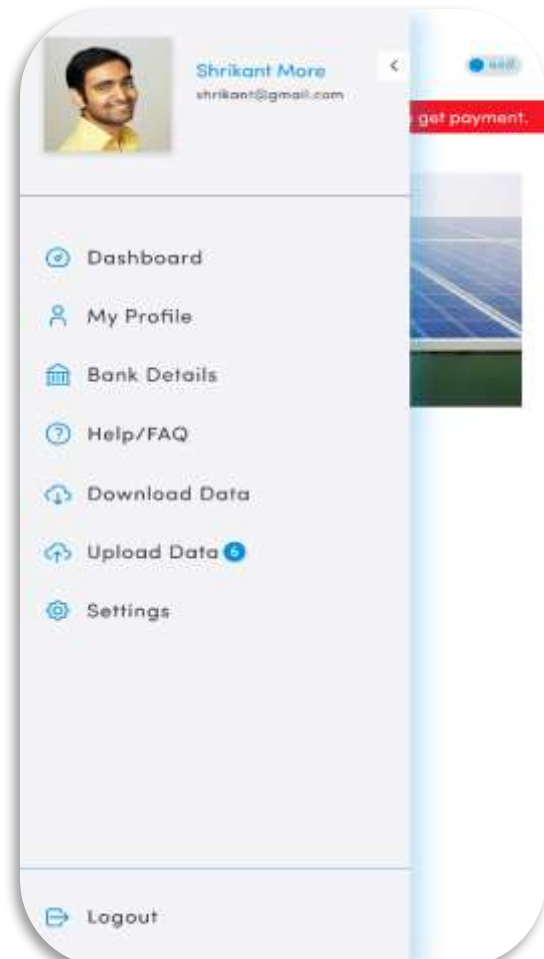 Shrikant More
shrikant@gmail.com
get payment.
Dashboard
My Profile
Bank Details
Help/FAQ
Download Data
Upload Data 6
Settings
Logout